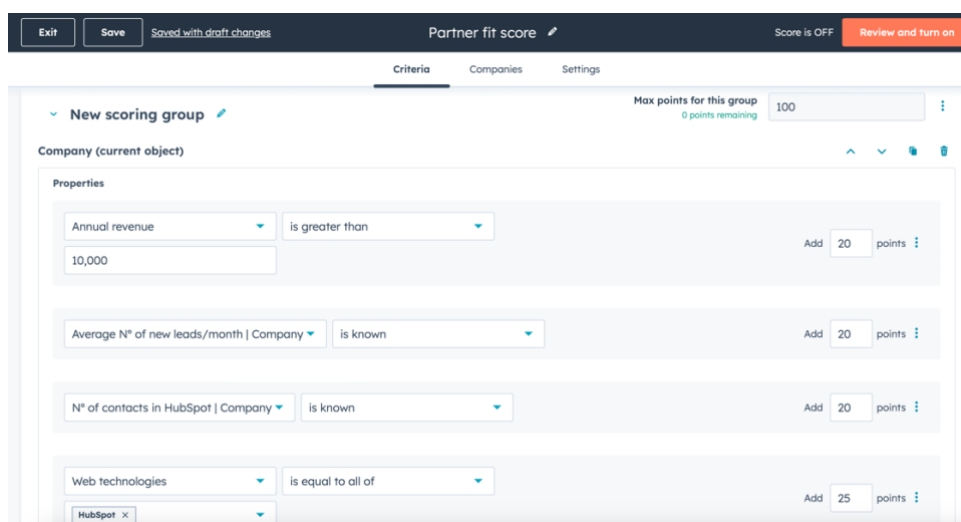 Exit Save Saved with draft changes Partner fit score Score is OFF Review and turn on
Criteria Companies Settings
New scoring group Max points for this group 100
0 points remaining
Company (current object)
Properties
Annual revenue is greater than
Add 20 points
10,000
Average Nº of new leads/month | Company is known Add 20 points
Nº of contacts in HubSpot | Company is known Add 20 points
Web technologies is equal to all of
Add 25 points
HubSpot ×